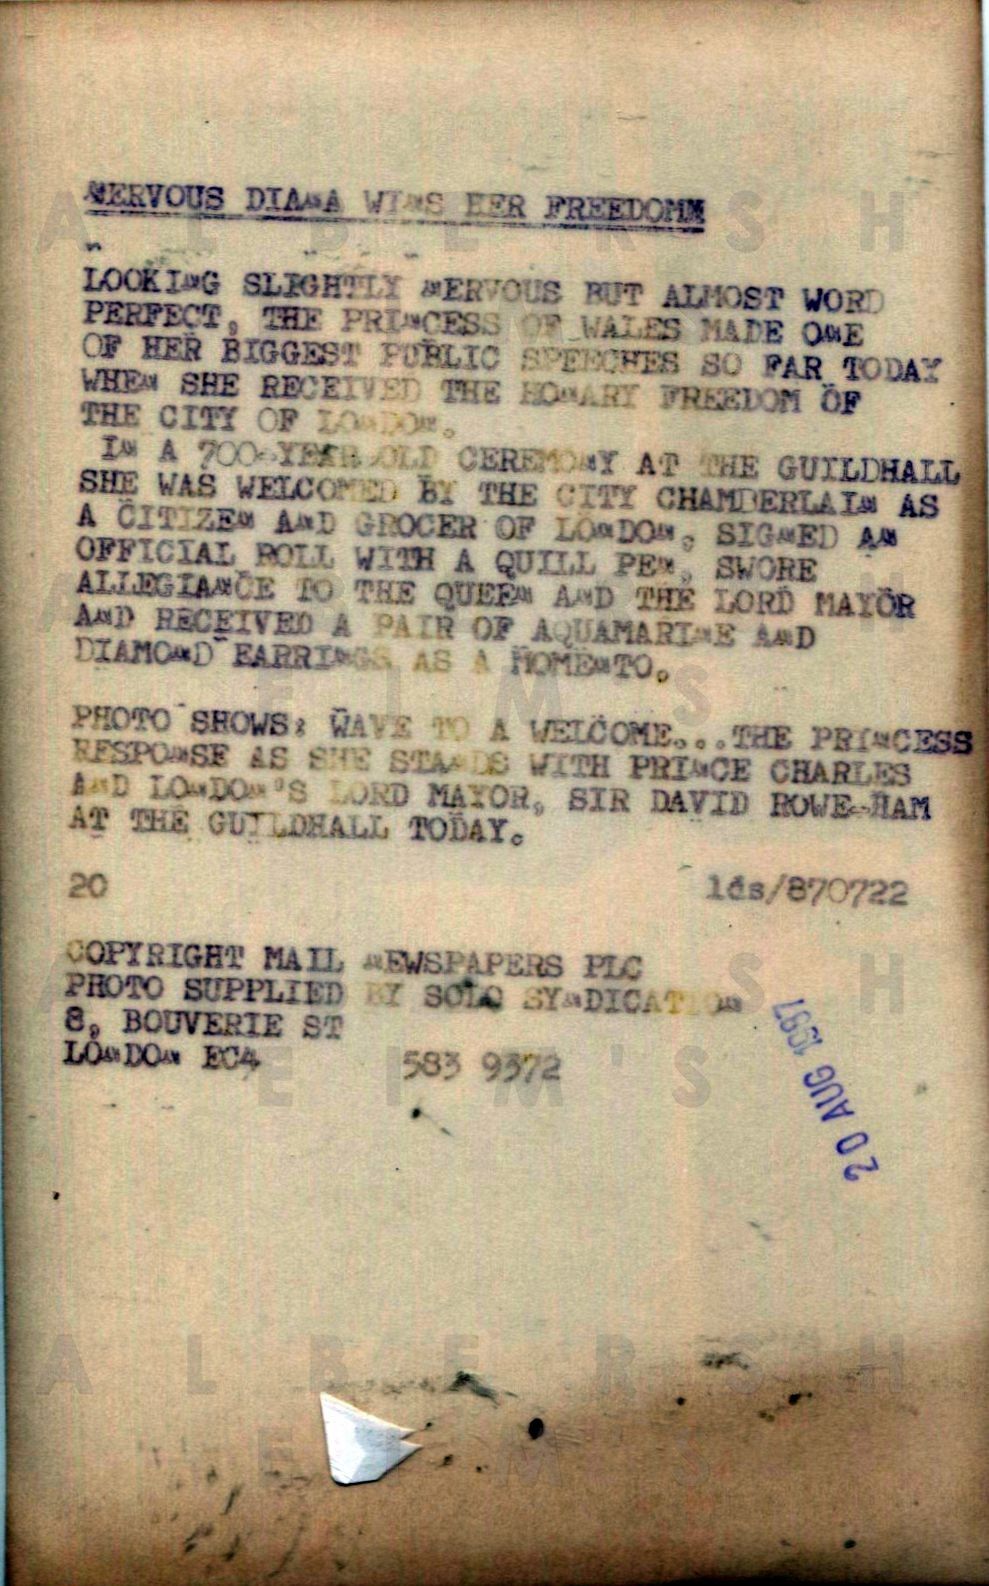 NERVOUS DIANA WINS HER FREEDOMM
LOOKING SLIGHTLY NERVOUS BUT ALMOST WORD
PERFECT, THE PRINCESS OF WALES MADE ONE
OF HER BIGGEST PUBLIC SPEECHES SO FAR TODAY
WHEN SHE RECEIVED THE HONARY FREEDOM OF
THE CITY OF LONDON.
IN A 700-YEAR OLD CEREMONY AT THE GUILDHALL
SHE WAS WELCOMED BY THE CITY CHAMBERLAIN AS
A CITIZEN AND GROCER OF LONDON, SIGNED AN
OFFICIAL ROLL WITH A QUILL PEN, SWORE
ALLEGIANCE TO THE QUEEN AND THE LORD MAYOR
AND RECEIVED A PAIR OF AQUAMARINE AND
DIAMOND EARRINGS AS A MOMENTO.
PHOTO SHOWS: WAVE TO A WELCOME...THE PRINCESS
RESPONSE AS SHE STANDS WITH PRINCE CHARLES
AND LONDON'S LORD MAYOR, SIR DAVID ROWE-HAM
AT THE GUILDHALL TODAY.
20 lds/870722
COPYRIGHT MAIL NEWSPAPERS PLC
PHOTO SUPPLIED BY SOLO SYNDICATION
8, BOUVERIE ST
LONDON EC4 583 9372
20 AUG 1997
ALBERSH
EIM'S